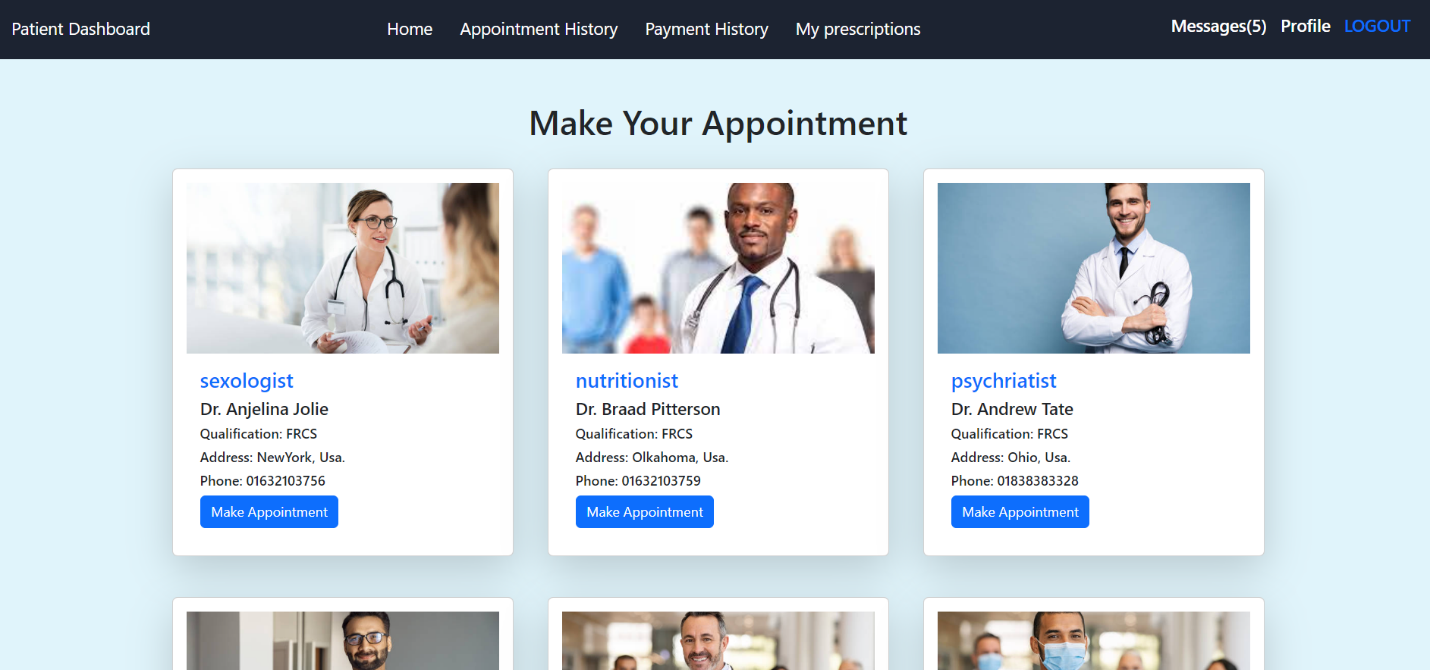 Patient Dashboard
Home Appointment History Payment History My prescriptions
Messages(5) Profile LOGOUT
Make Your Appointment
sexologist
Dr. Anjelina Jolie
Qualification: FRCS
Address: NewYork, Usa.
Phone: 01632103756
Make Appointment
nutritionist
Dr. Braad Pitterson
Qualification: FRCS
Address: Olkahoma, Usa.
Phone: 01632103759
Make Appointment
psychriatist
Dr. Andrew Tate
Qualification: FRCS
Address: Ohio, Usa.
Phone: 01838383328
Make Appointment